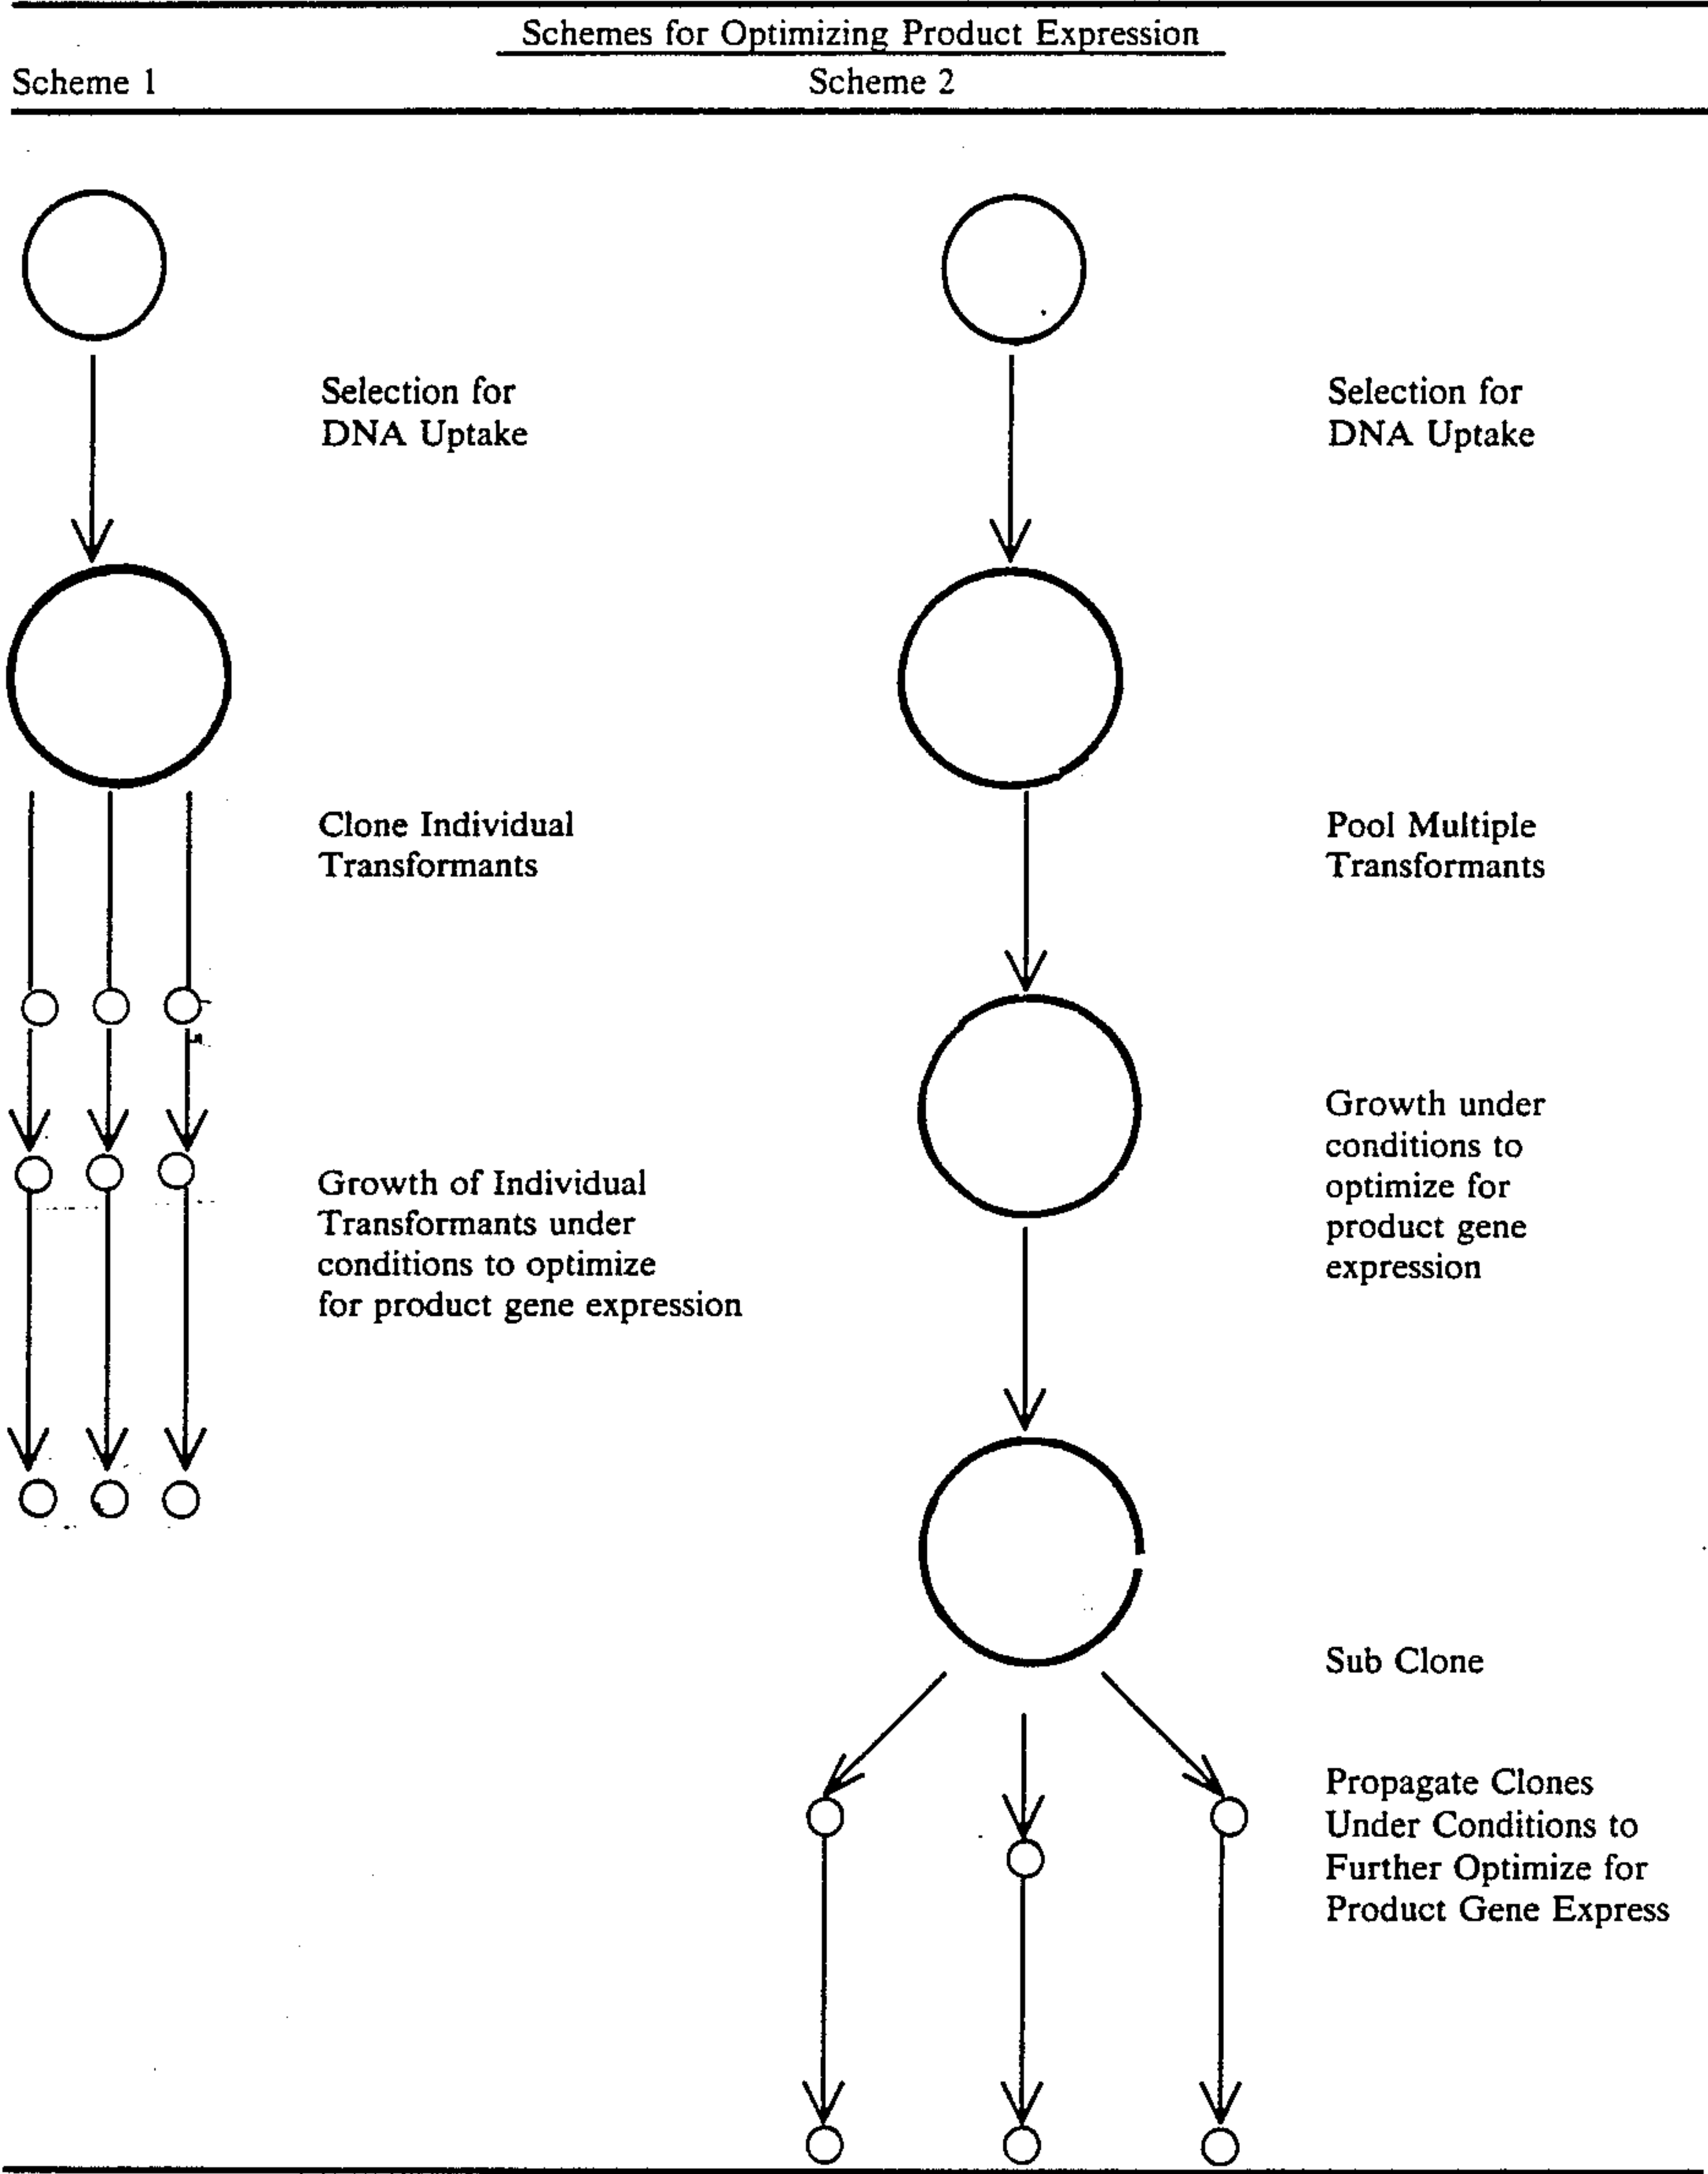 Schemes for Optimizing Product Expression
Scheme 1
Scheme 2
Selection for
DNA Uptake
Clone Individual
Transformants
Growth of Individual
Transformants under
conditions to optimize
for product gene expression
Selection for
DNA Uptake
Pool Multiple
Transformants
Growth under
conditions to
optimize for
product gene
expression
Sub Clone
Propagate Clones
Under Conditions to
Further Optimize for
Product Gene Express